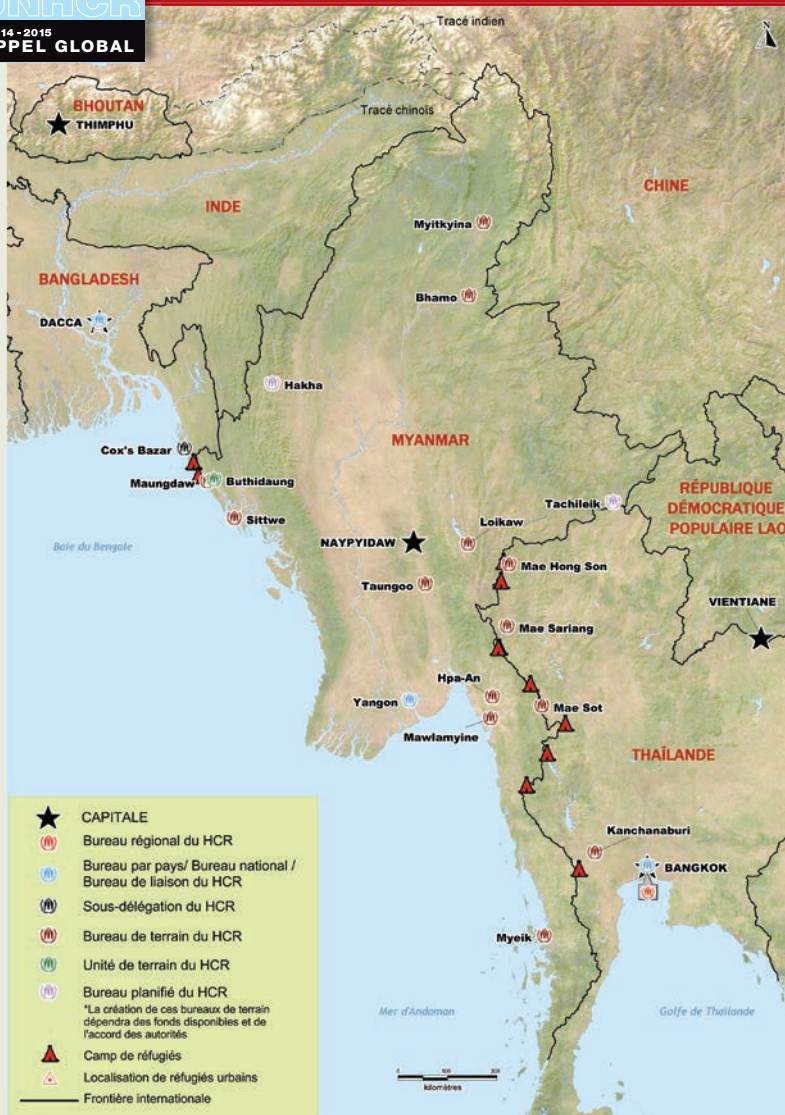 UNHCR
14 - 2015
PPEL GLOBAL
Tracé indien
N
BHOUTAN
THIMPHU
Tracé chinois
INDE
CHINE
Myitkyina
BANGLADESH
Bhamo
DACCA
Hakha
MYANMAR
Cox's Bazar
Maungdaw
Buthidaung
Tachileik
RÉPUBLIQUE
DÉMOCRATIQUE
POPULAIRE LAO
Sittwe
Loikaw
Baie du Bengale
NAYPYIDAW
Mae Hong Son
Taungoo
VIENTIANE
Mae Sariang
Hpa-An
Yangon
Mae Sot
Mawlamyine
THAÏLANDE
Kanchanaburi
BANGKOK
Myeik
Mer d'Andaman
Golfe de Thaïlande
CAPITALE
Bureau régional du HCR
Bureau par pays/ Bureau national /
Bureau de liaison du HCR
Sous-délégation du HCR
Bureau de terrain du HCR
Unité de terrain du HCR
Bureau planifié du HCR
*La création de ces bureaux de terrain
dépendra des fonds disponibles et de
l'accord des autorités
Camp de réfugiés
Localisation de réfugiés urbains
Frontière internationale
kilomètres